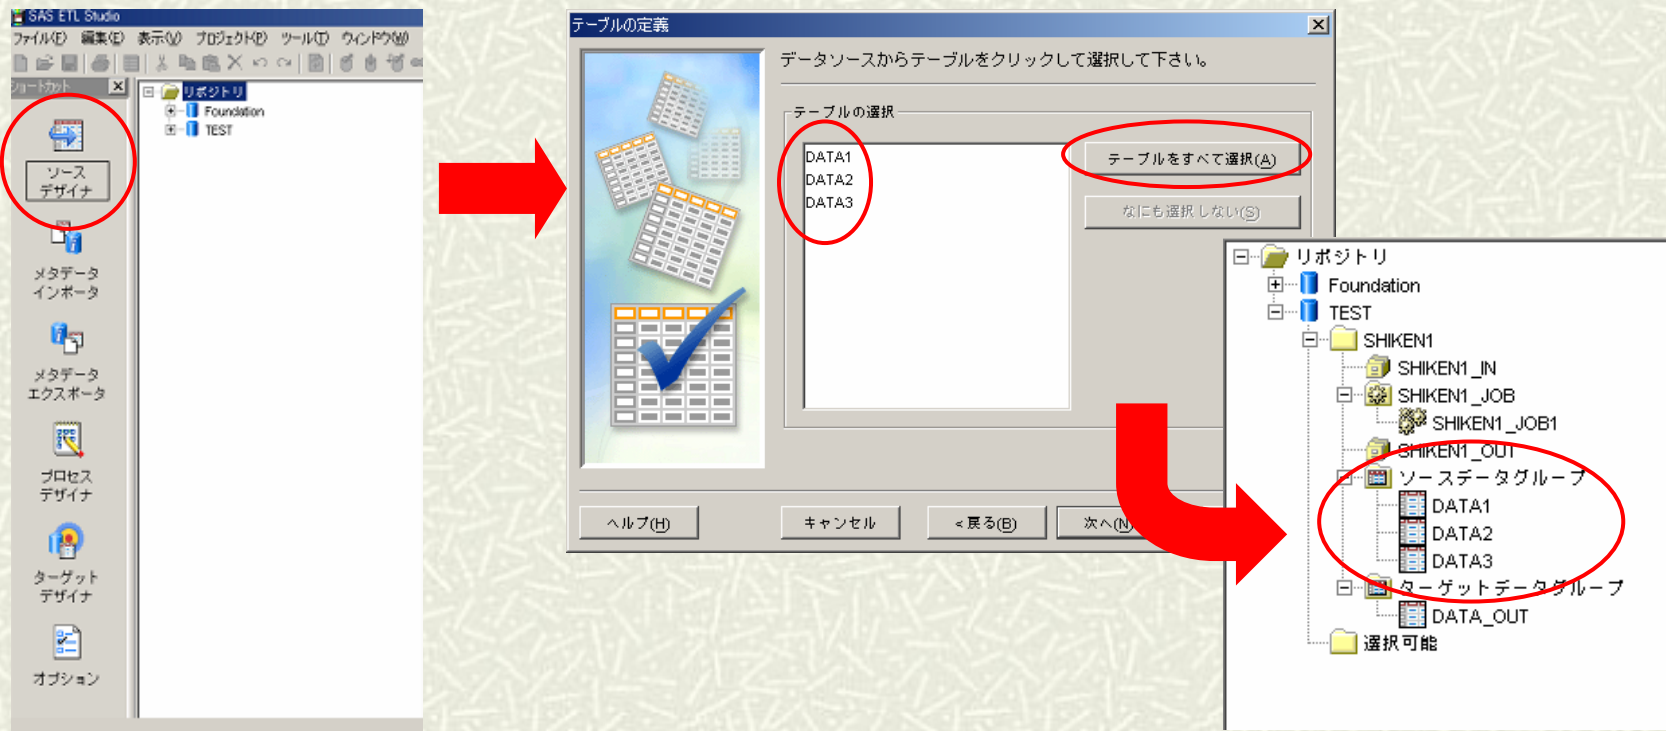 SAS ETL Studio
ファイル(F) 編集(E) 表示(V) プロジェクト(P) ツール(T) ウィンドウ(W)
ショートカット
ソース
デザイナ
メタデータ
インポータ
メタデータ
エクスポータ
プロセス
デザイナ
ターゲット
デザイナ
オプション
リポジトリ
Foundation
TEST
テーブルの定義
データソースからテーブルをクリックして選択して下さい。
テーブルの選択
DATA1
DATA2
DATA3
テーブルをすべて選択(A)
なにも選択しない(S)
ヘルプ(H)
キャンセル
<戻る(B)
次へ(N)
リポジトリ
Foundation
TEST
SHIKEN1
SHIKEN1_IN
SHIKEN1_JOB
SHIKEN1_JOB1
SHIKEN1_OUT
ソースデータグループ
DATA1
DATA2
DATA3
ターゲットデータグループ
DATA_OUT
選択可能